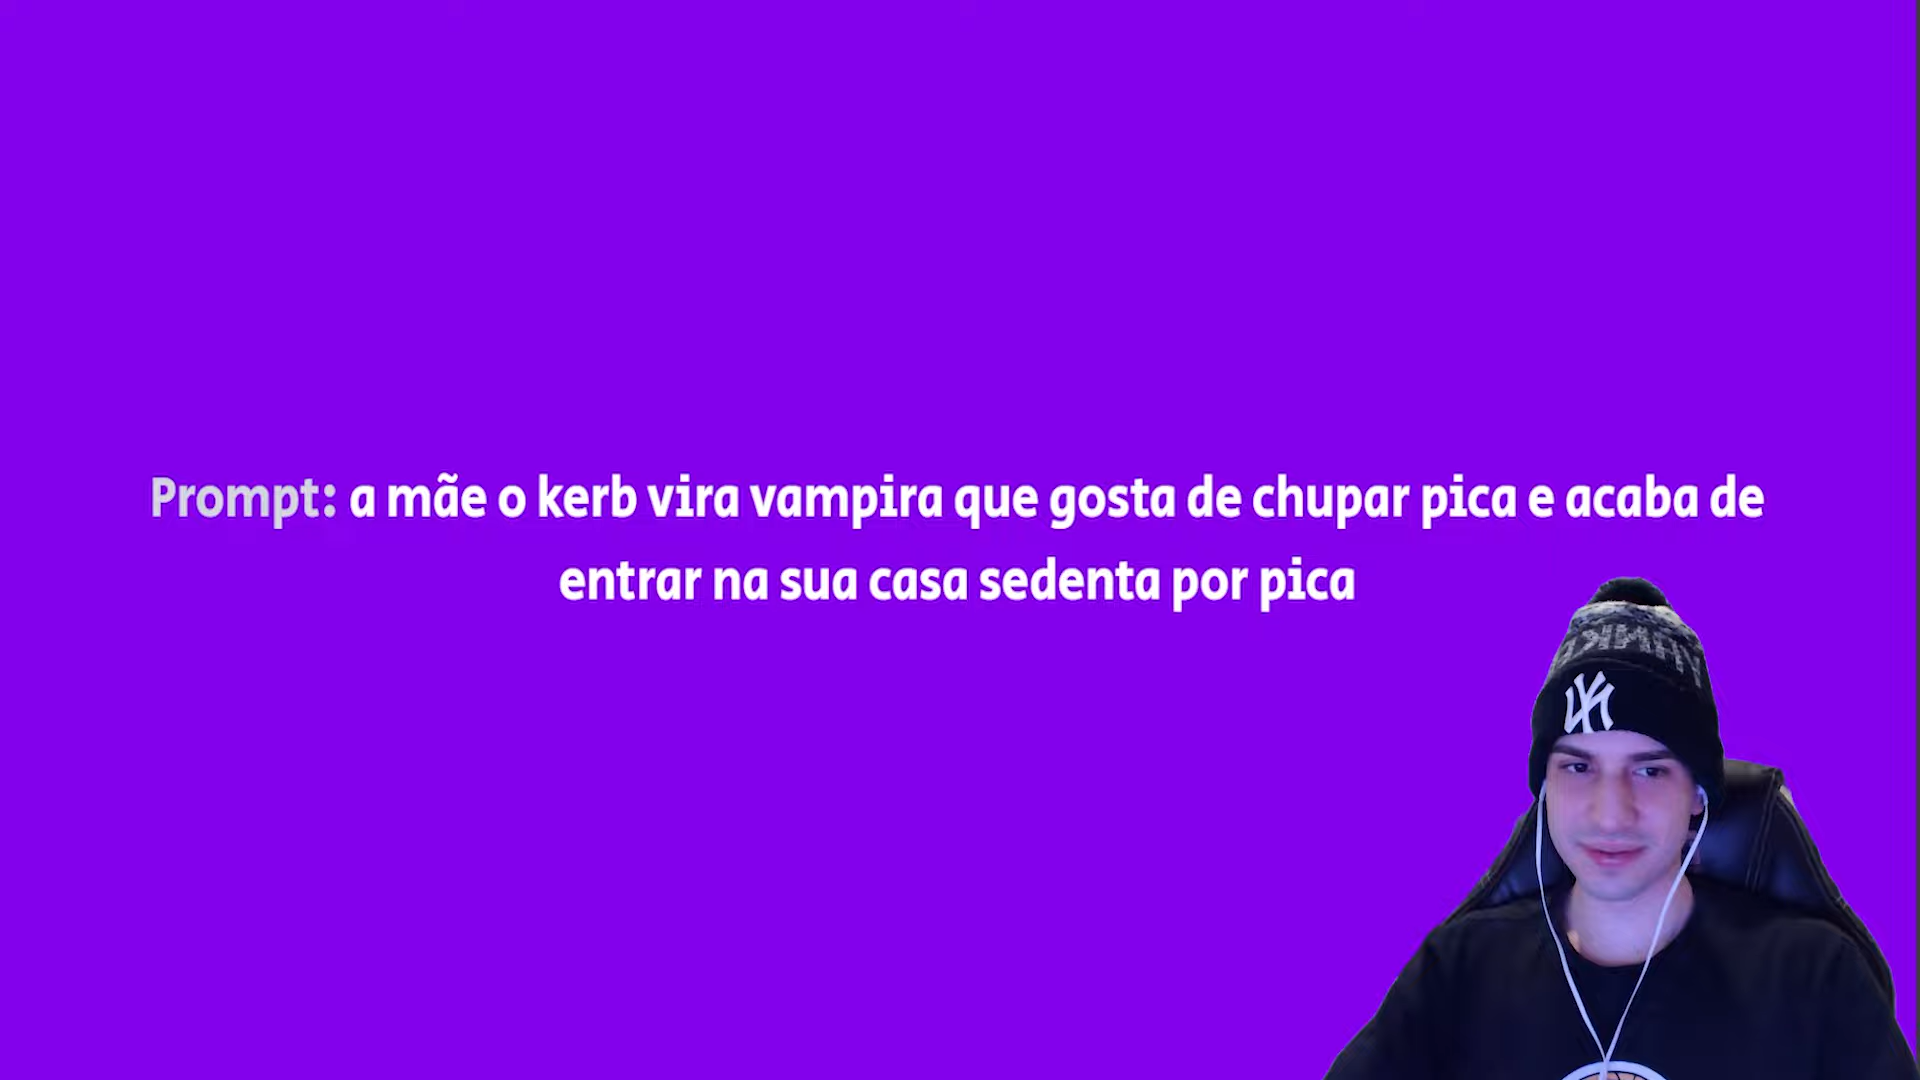 Prompt: a mãe o kerb vira vampira que gosta de chupar pica e acaba de
entrar na sua casa sedenta por pica
NY